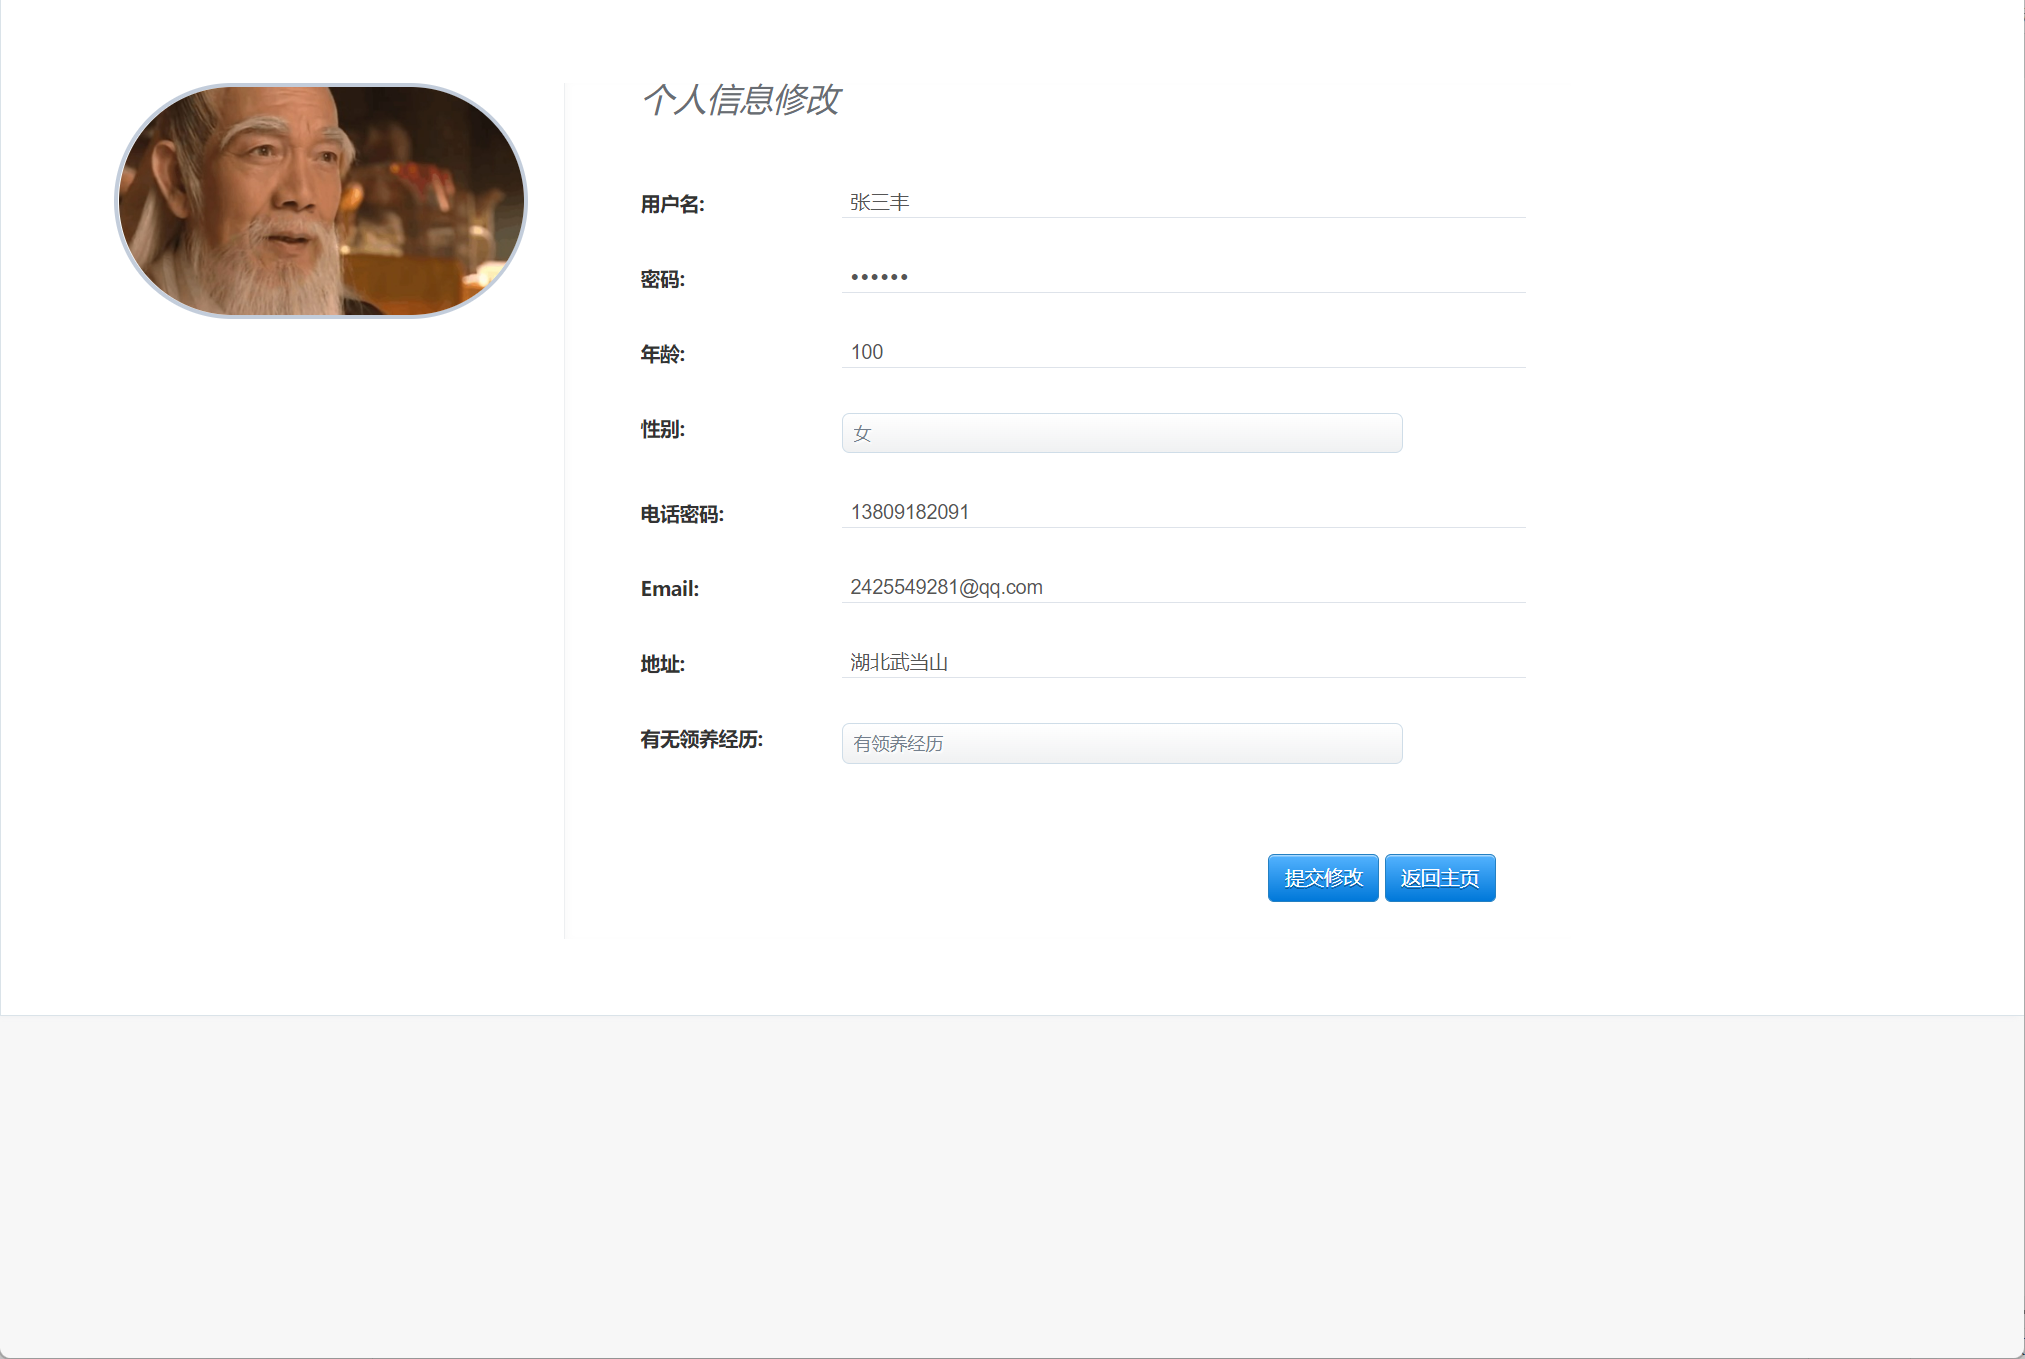 个人信息修改
用户名: 张三丰
密码: ••••••
年龄: 100
性别: 女
电话密码: 13809182091
Email: 2425549281@qq.com
地址: 湖北武当山
有无领养经历: 有领养经历
提交修改 返回主页